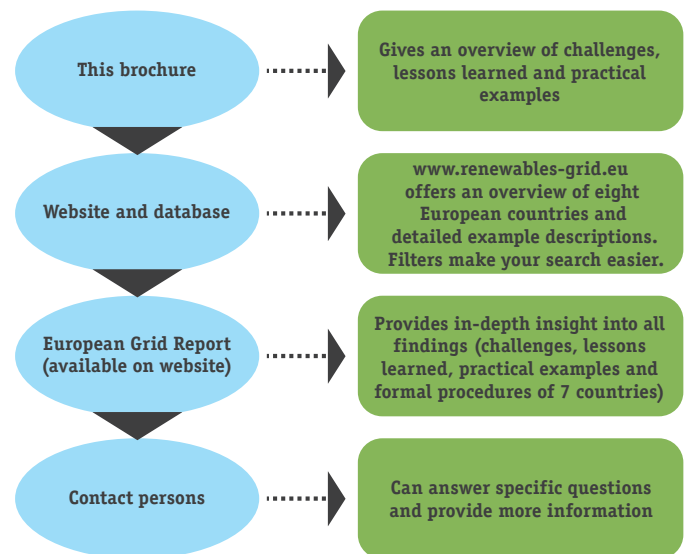 This brochure
Gives an overview of challenges,
lessons learned and practical
examples
Website and database
www.renewables-grid.eu
offers an overview of eight
European countries and
detailed example descriptions.
Filters make your search easier.
European Grid Report
(available on website)
Provides in-depth insight into all
findings (challenges, lessons
learned, practical examples and
formal procedures of 7 countries)
Contact persons
Can answer specific questions
and provide more information